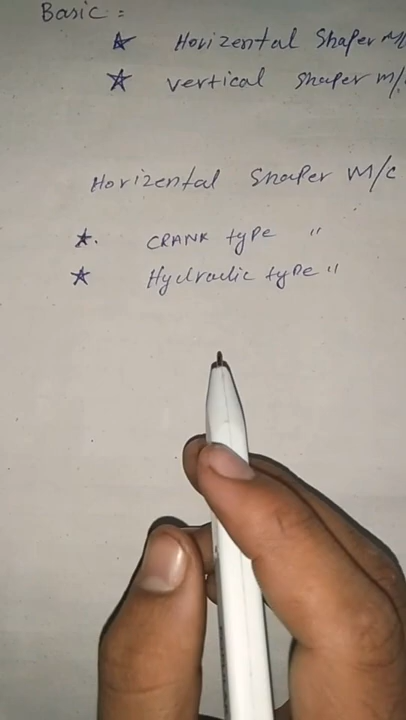 Basic :
★ Horizental Shaper M/
★ vertical shaper m/
Horizental Shaper M/c
★. CRANK type "
★ Hydraulic type "